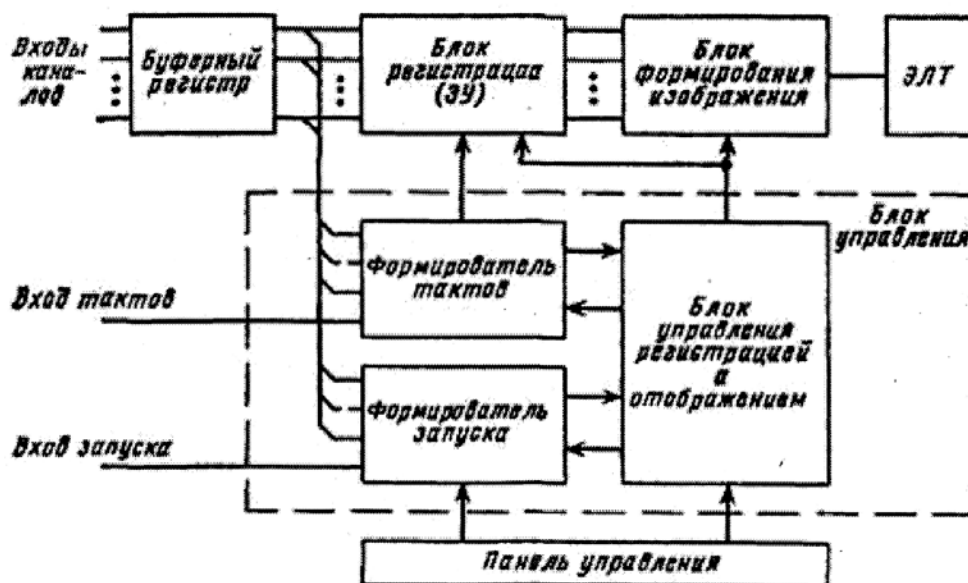 Входы
кана-
лов
Буферный
регистр
Блок
регистрации
(ЗУ)
Блок
формирования
изображения
ЭЛТ
Блок
управления
Формирователь
тактов
Вход тактов
Блок
управления
регистрацией
и
отображением
Формирователь
запуска
Вход запуска
Панель управления